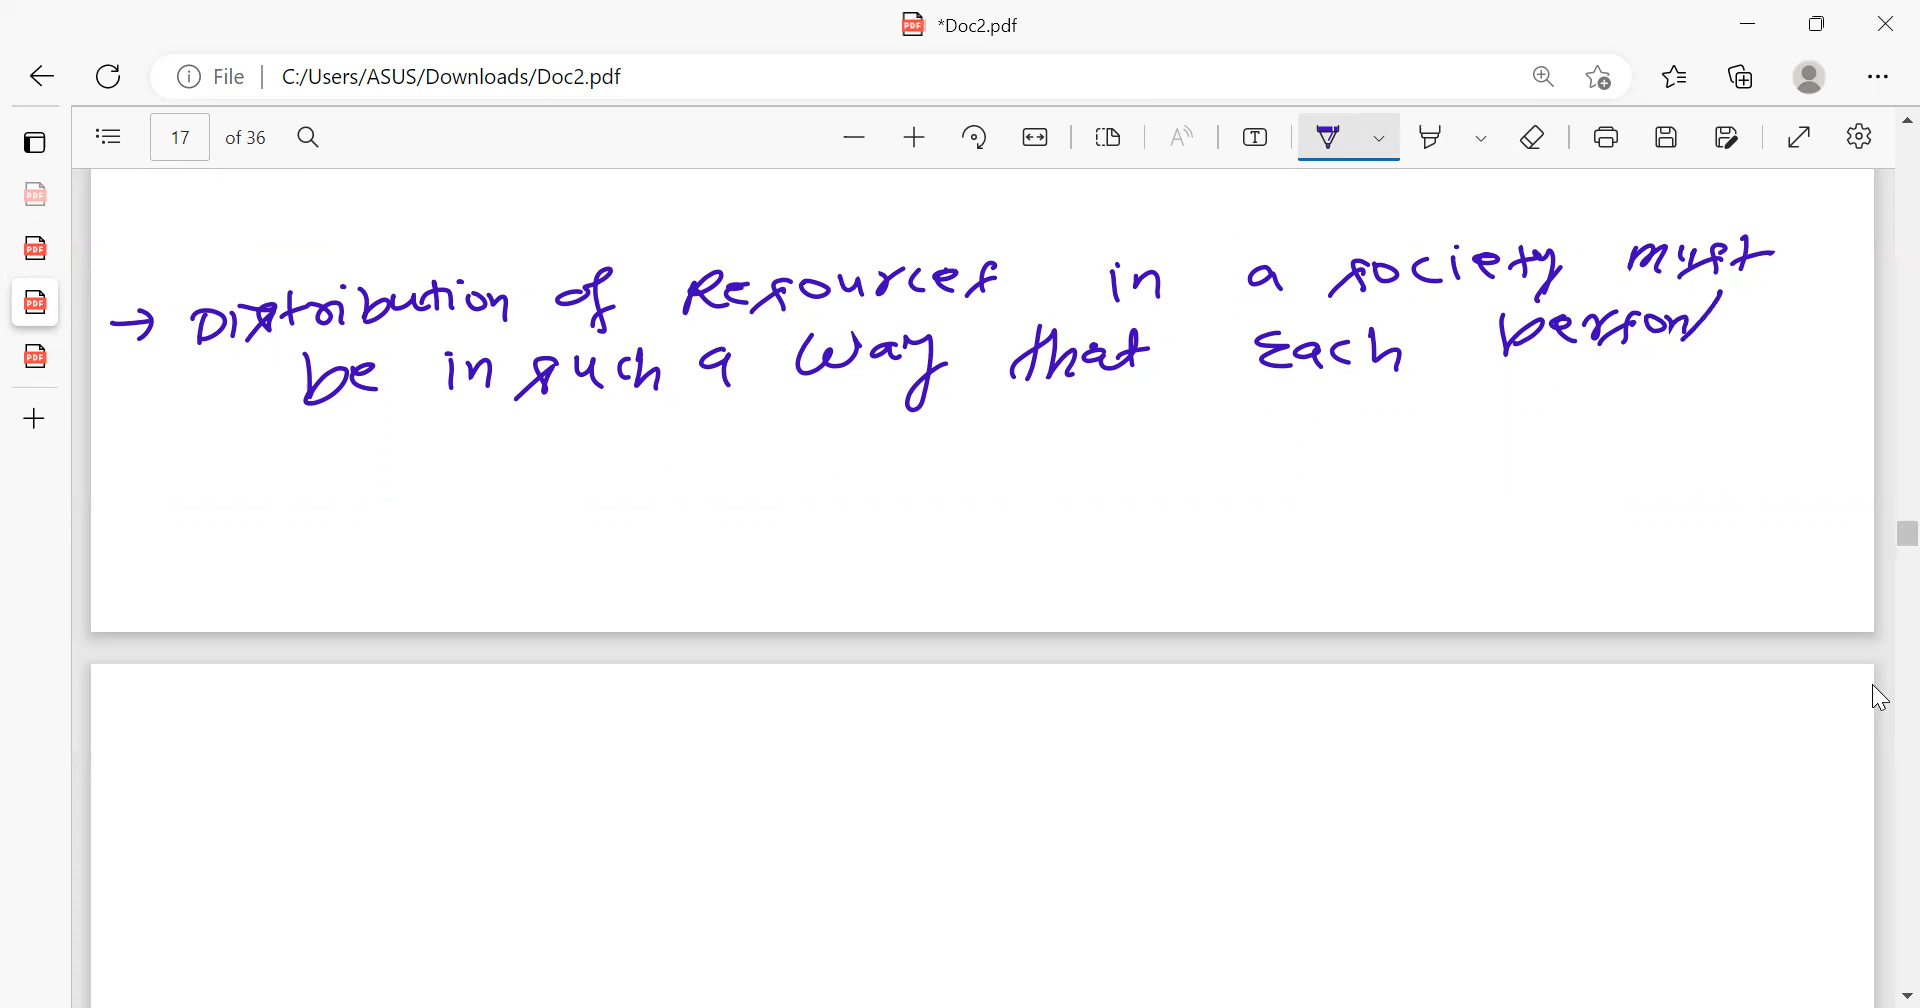 *Doc2.pdf
File
C:/Users/ASUS/Downloads/Doc2.pdf
17 of 36
→ Distribution of Resources in a society must
be in such a way that Each person